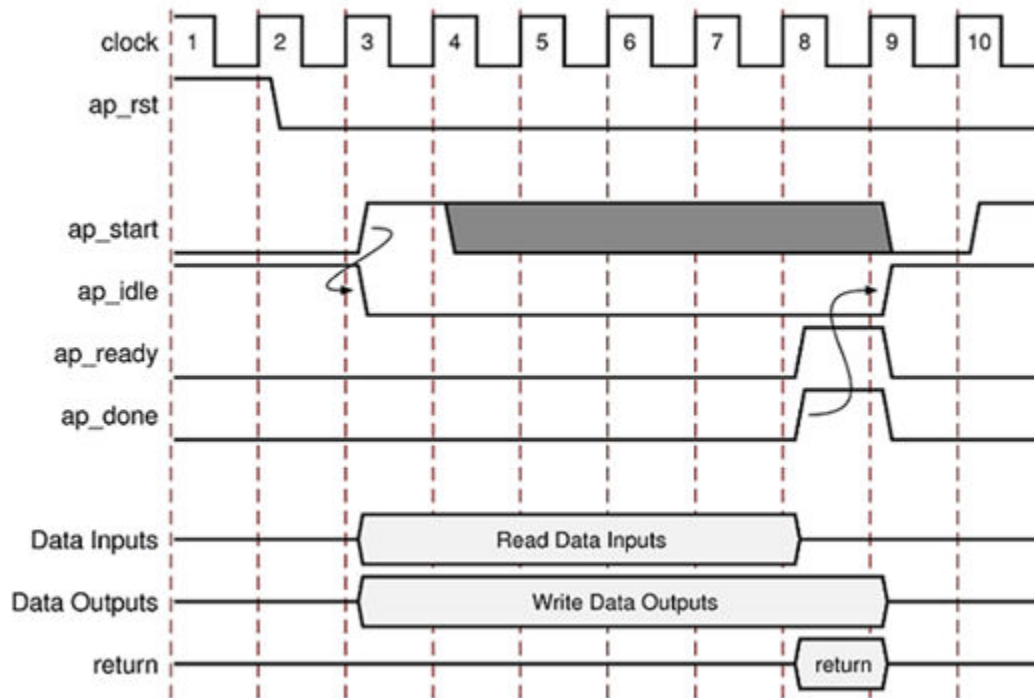 clock 1 2 3 4 5 6 7 8 9 10
ap_rst
ap_start
ap_idle
ap_ready
ap_done
Data Inputs Read Data Inputs
Data Outputs Write Data Outputs
return return